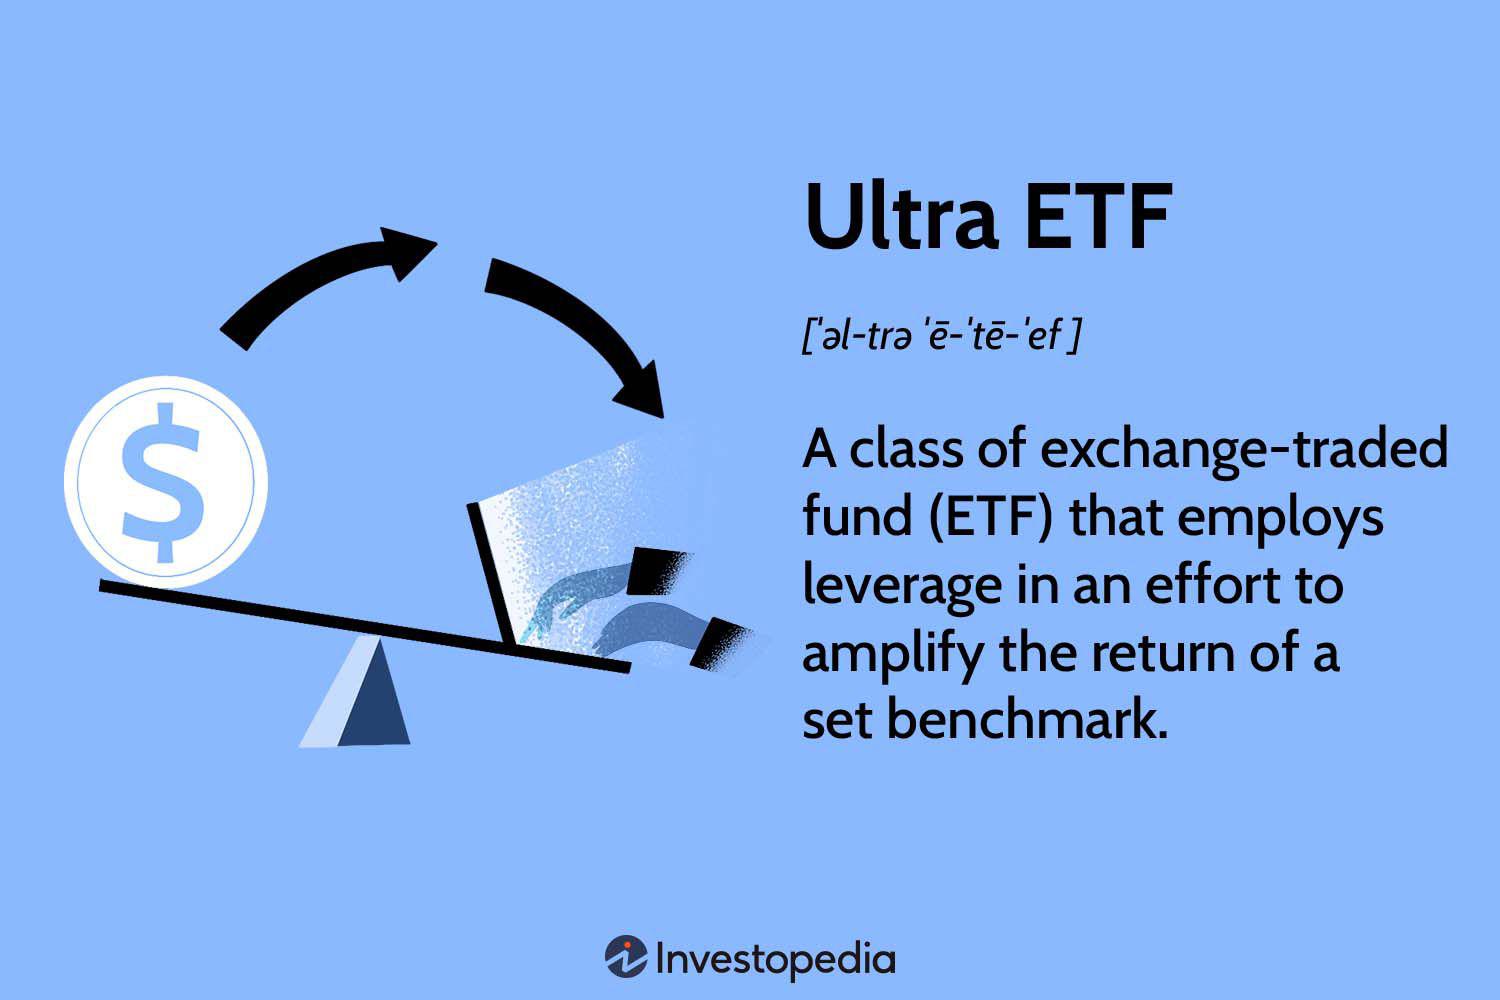 Ultra ETF
[ˈəl-trə ˈē-ˈtē-ˈef ]
A class of exchange-traded
fund (ETF) that employs
leverage in an effort to
amplify the return of a
set benchmark.
$
Investopedia